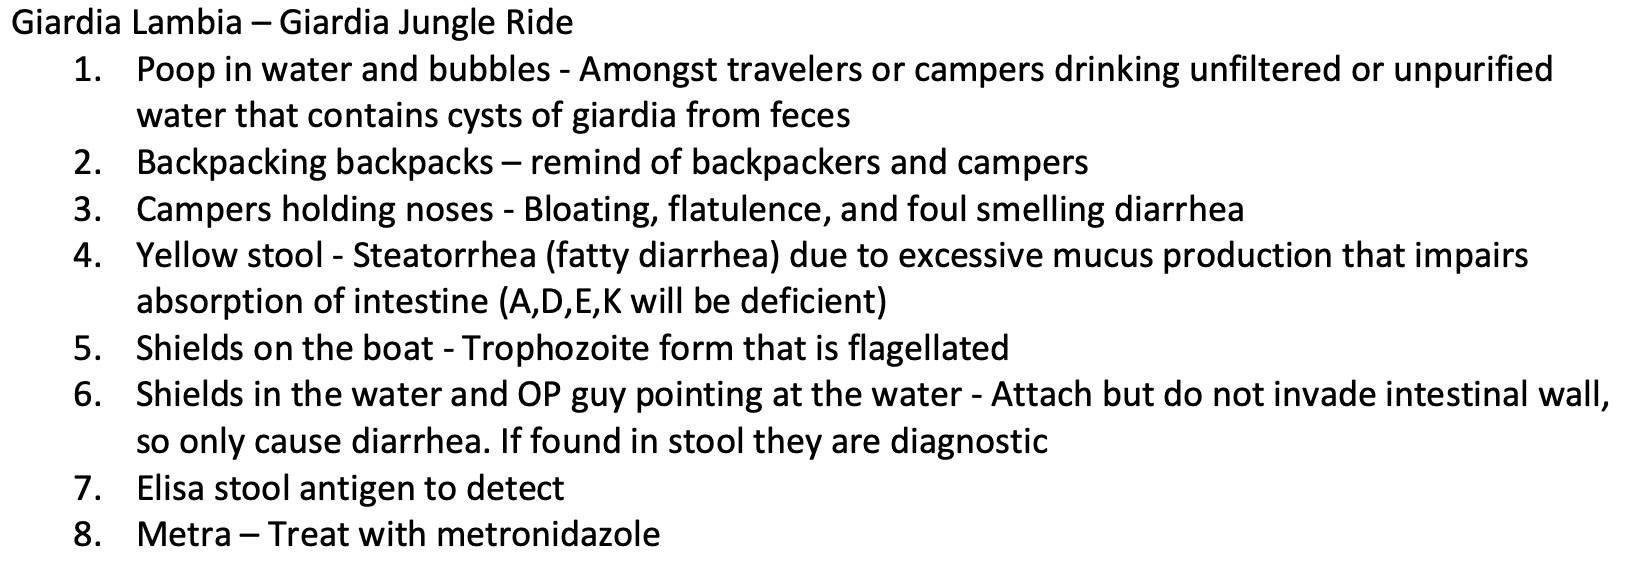 Giardia Lambia – Giardia Jungle Ride
1. Poop in water and bubbles - Amongst travelers or campers drinking unfiltered or unpurified
water that contains cysts of giardia from feces
2. Backpacking backpacks – remind of backpackers and campers
3. Campers holding noses - Bloating, flatulence, and foul smelling diarrhea
4. Yellow stool - Steatorrhea (fatty diarrhea) due to excessive mucus production that impairs
absorption of intestine (A,D,E,K will be deficient)
5. Shields on the boat - Trophozoite form that is flagellated
6. Shields in the water and OP guy pointing at the water - Attach but do not invade intestinal wall,
so only cause diarrhea. If found in stool they are diagnostic
7. Elisa stool antigen to detect
8. Metra – Treat with metronidazole